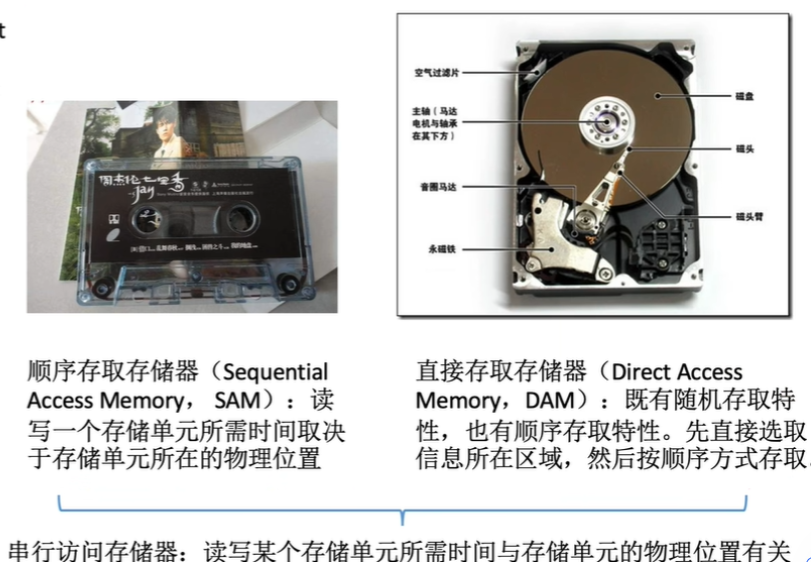 t
空气过滤片
主轴（马达
电机与轴承
在其下方）
音圈马达
永磁铁
磁盘
磁头
磁头臂
周杰伦 七里香
Jay
顺序存取存储器（Sequential
Access Memory， SAM）：读
写一个存储单元所需时间取决
于存储单元所在的物理位置
直接存取存储器（Direct Access
Memory，DAM）：既有随机存取特
性，也有顺序存取特性。先直接选取
信息所在区域，然后按顺序方式存取
串行访问存储器：读写某个存储单元所需时间与存储单元的物理位置有关